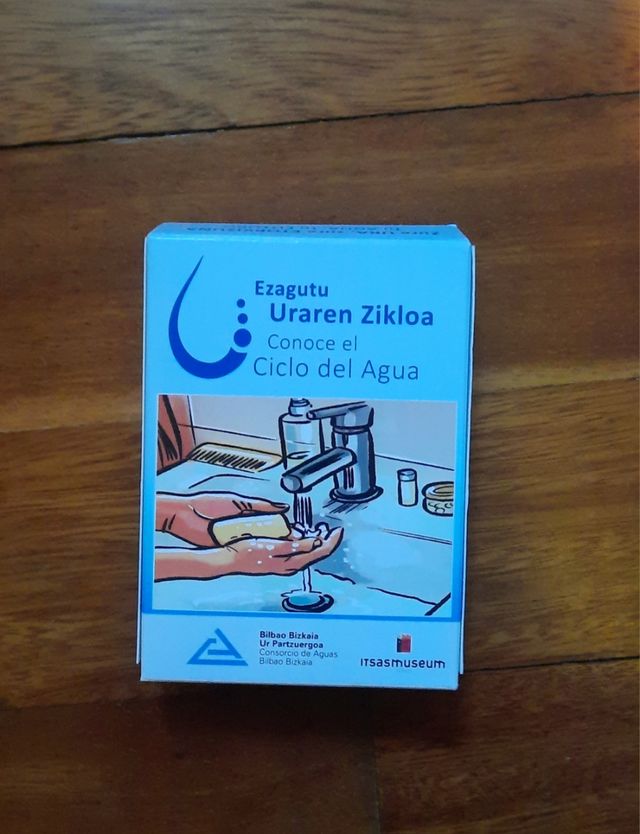 Ezagutu
Uraren Zikloa
Conoce el
Ciclo del Agua
Bilbao Bizkaia
Ur Partzuergoa
Consorcio de Aguas
Bilbao Bizkaia
ITSASMUSEUM